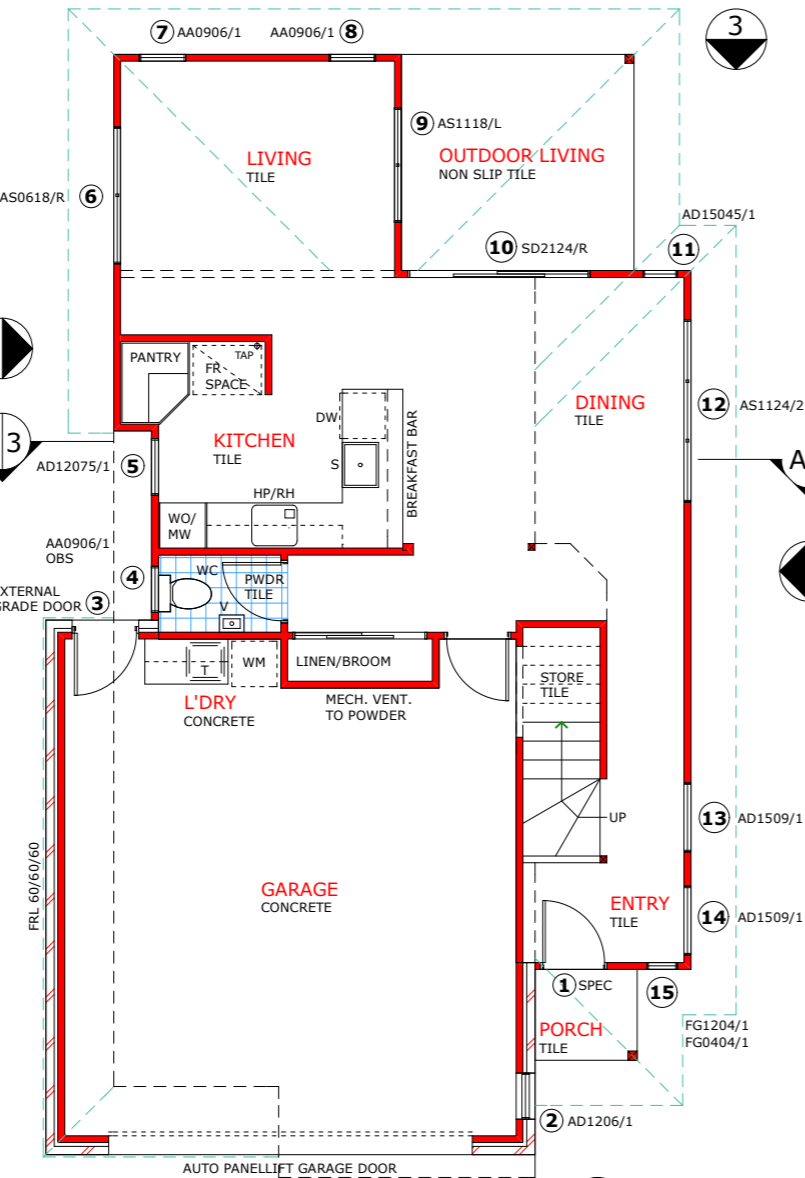 7 AA0906/1
AA0906/1 8
3
9 AS1118/L
LIVING
TILE
OUTDOOR LIVING
NON SLIP TILE
AS0618/R 6
AD15045/1
10 SD2124/R
11
PANTRY
TAP
FR
SPACE
DINING
TILE
12 AS1124/2
DW
BREAKFAST BAR
KITCHEN
TILE
3
A
S
5
AD12075/1
HP/RH
WO/
MW
AA0906/1
OBS
4
WC
PWDR
TILE
V
EXTERNAL
GRADE DOOR 3
T
WM
LINEN/BROOM
STORE
TILE
L'DRY
CONCRETE
MECH. VENT.
TO POWDER
UP
13 AD1509/1
FRL 60/60/60
GARAGE
CONCRETE
ENTRY
TILE
14 AD1509/1
1 SPEC
15
PORCH
TILE
FG1204/1
FG0404/1
2 AD1206/1
AUTO PANELLIFT GARAGE DOOR